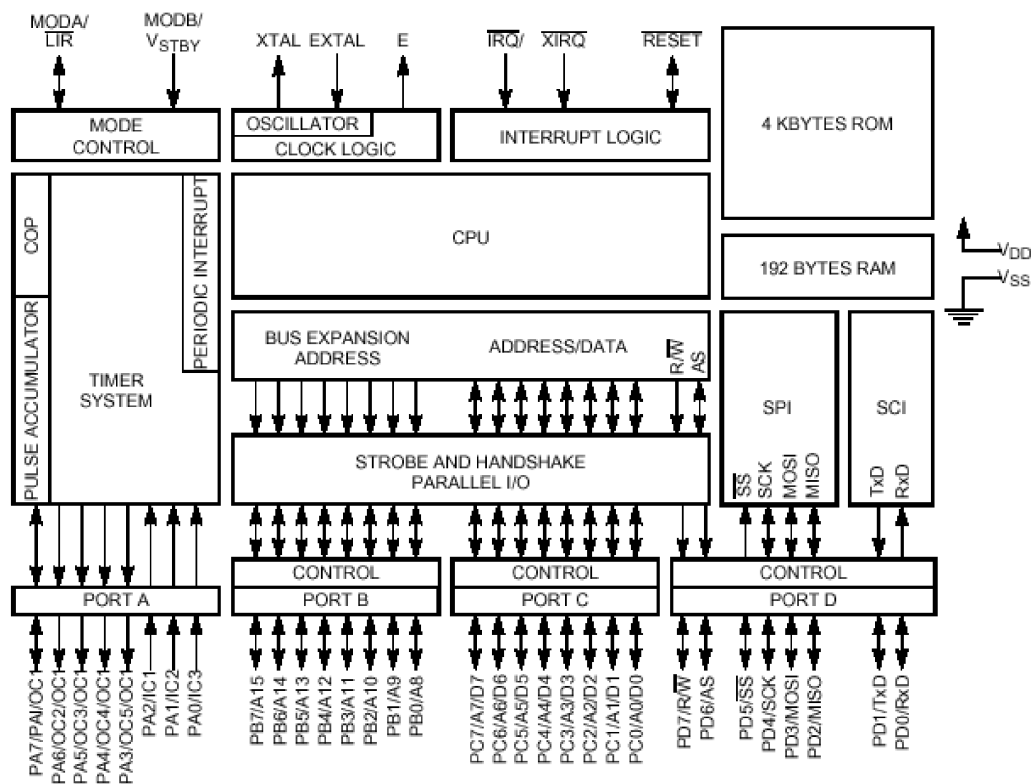 MODA/
LIR
MODB/
VSTBY
XTAL
EXTAL
E
IRQ/
XIRQ
RESET
MODE
CONTROL
OSCILLATOR
CLOCK LOGIC
INTERRUPT LOGIC
4 KBYTES ROM
COP
PULSE ACCUMULATOR
TIMER
SYSTEM
PERIODIC INTERRUPT
CPU
192 BYTES RAM
VDD
VSS
BUS EXPANSION
ADDRESS
ADDRESS/DATA
R/W
AS
STROBE AND HANDSHAKE
PARALLEL I/O
SPI
SS
SCK
MOSI
MISO
SCI
TxD
RxD
PORT A
CONTROL
PORT B
CONTROL
PORT C
CONTROL
PORT D
PA7/PAI/OC1
PA6/OC2/OC1
PA5/OC3/OC1
PA4/OC4/OC1
PA3/OC5/OC1
PA2/IC1
PA1/IC2
PA0/IC3
PB7/A15
PB6/A14
PB5/A13
PB4/A12
PB3/A11
PB2/A10
PB1/A9
PB0/A8
PC7/A7/D7
PC6/A6/D6
PC5/A5/D5
PC4/A4/D4
PC3/A3/D3
PC2/A2/D2
PC1/A1/D1
PC0/A0/D0
PD7/R/W
PD6/AS
PD5/SS
PD4/SCK
PD3/MOSI
PD2/MISO
PD1/TxD
PD0/RxD